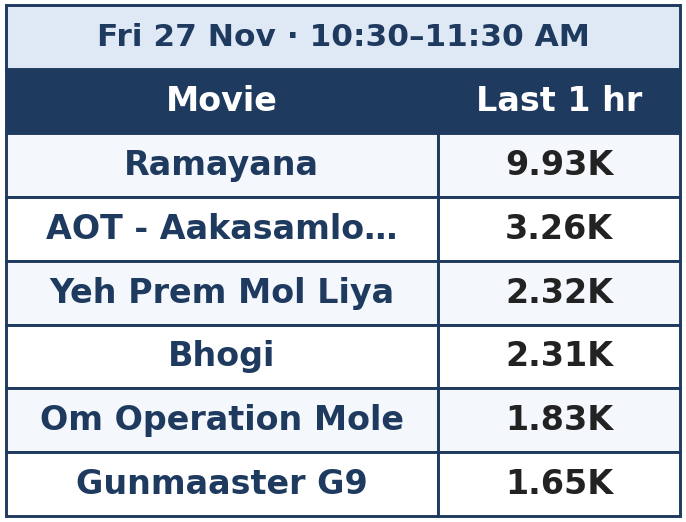 Fri 27 Nov · 10:30–11:30 AM
Movie Last 1 hr
Ramayana 9.93K
AOT - Aakasamlo... 3.26K
Yeh Prem Mol Liya 2.32K
Bhogi 2.31K
Om Operation Mole 1.83K
Gunmaaster G9 1.65K